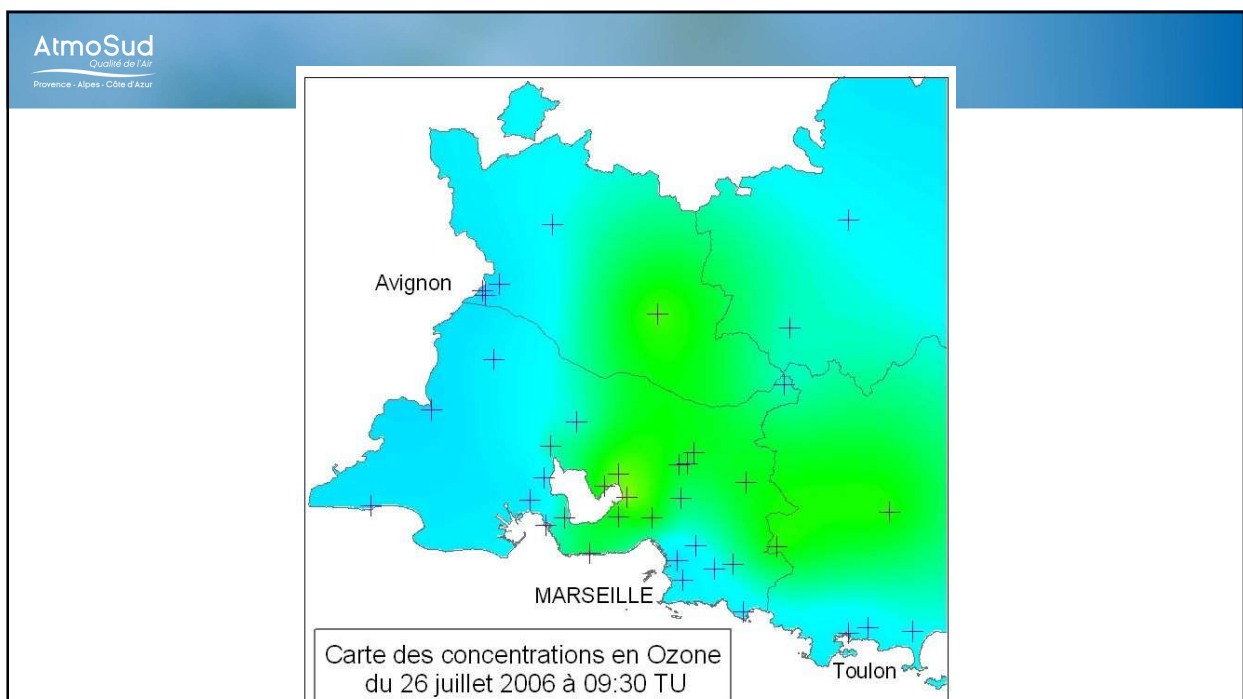 AtmoSud
Qualité de l'Air
Provence - Alpes - Côte d'Azur
Avignon
MARSEILLE
Toulon
Carte des concentrations en Ozone
du 26 juillet 2006 à 09:30 TU